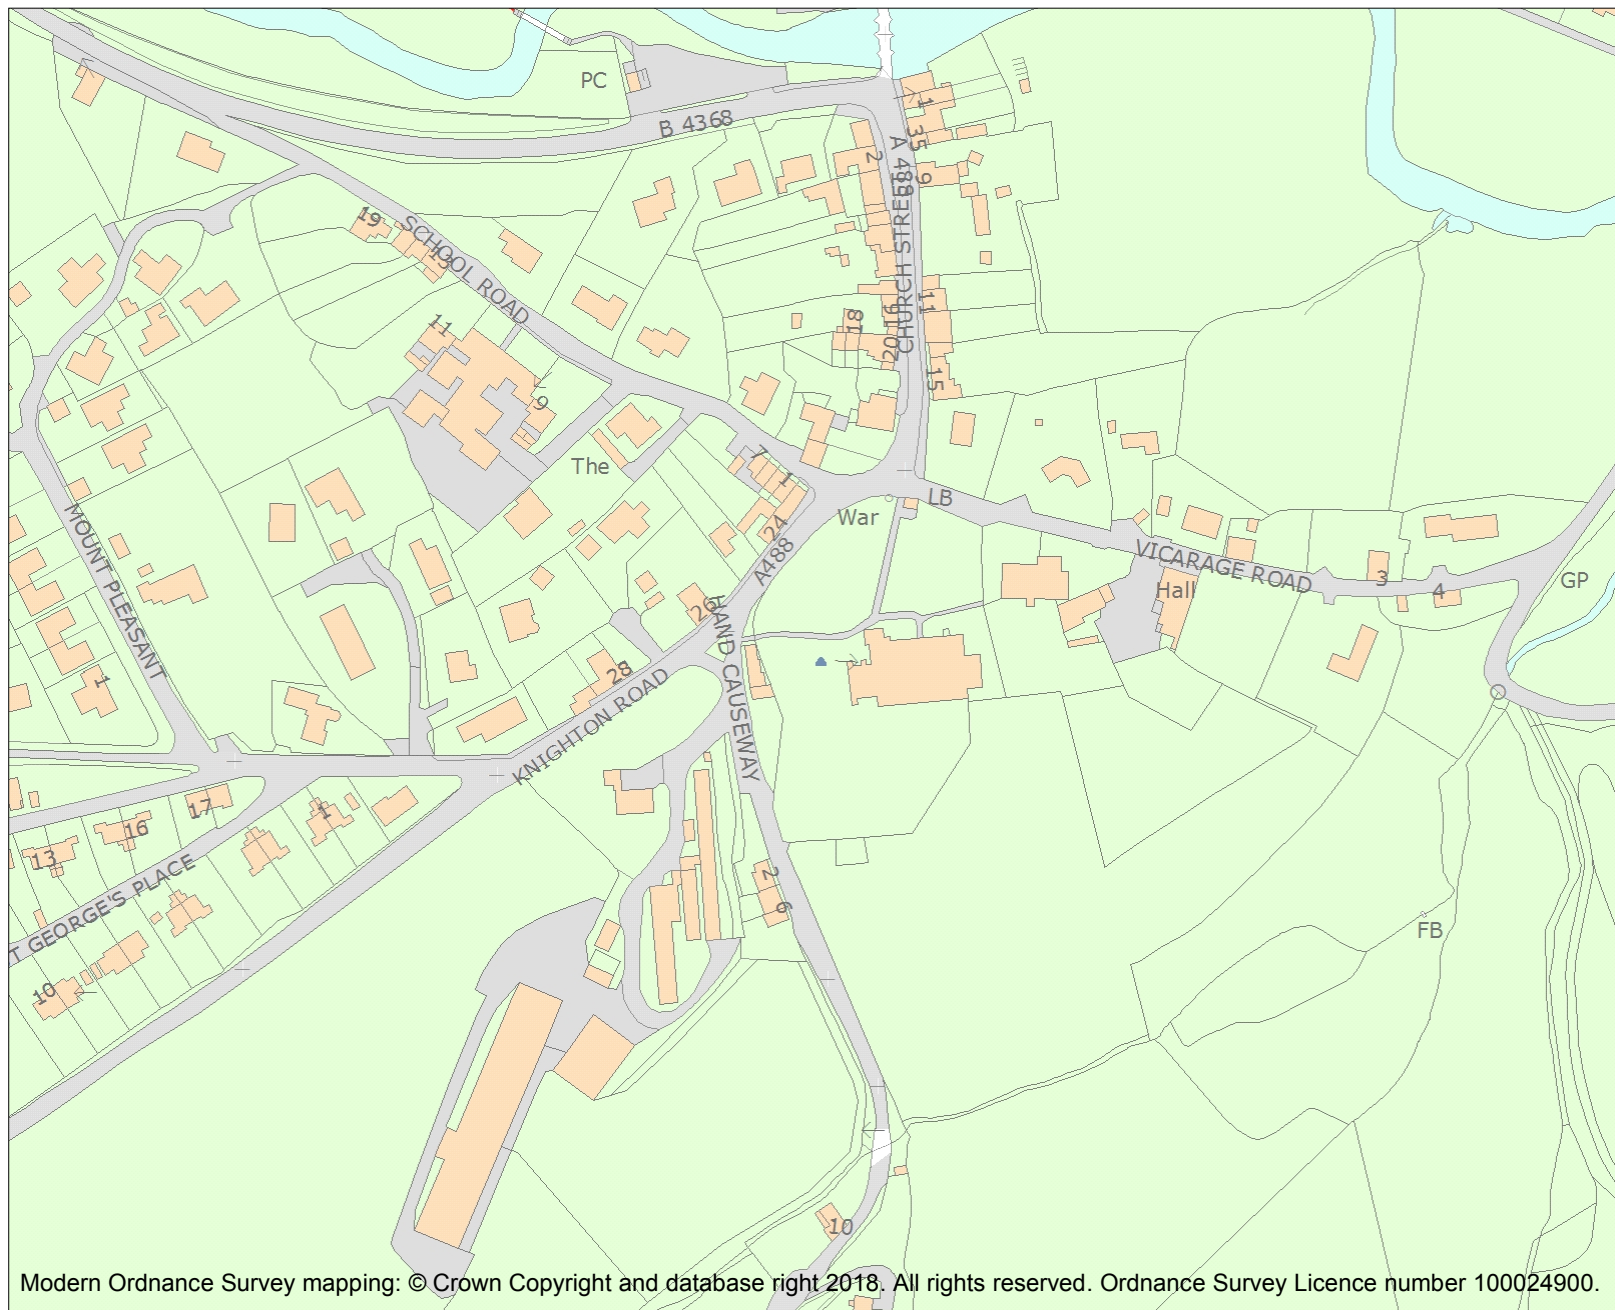 PC
B 4368
1
35
2
9
A 488
CHURCH STREET
19
SCHOOL ROAD
13
11
11
16
18
20
15
9
The
7
1
24
A488
War
LB
MOUNT PLEASANT
VICARAGE ROAD
Hall
3
4
GP
26
HAND CAUSEWAY
28
KNIGHTON ROAD
1
17
1
16
13
T GEORGE'S PLACE
2
6
10
FB
10
Modern Ordnance Survey mapping: © Crown Copyright and database right 2018. All rights reserved. Ordnance Survey Licence number 100024900.